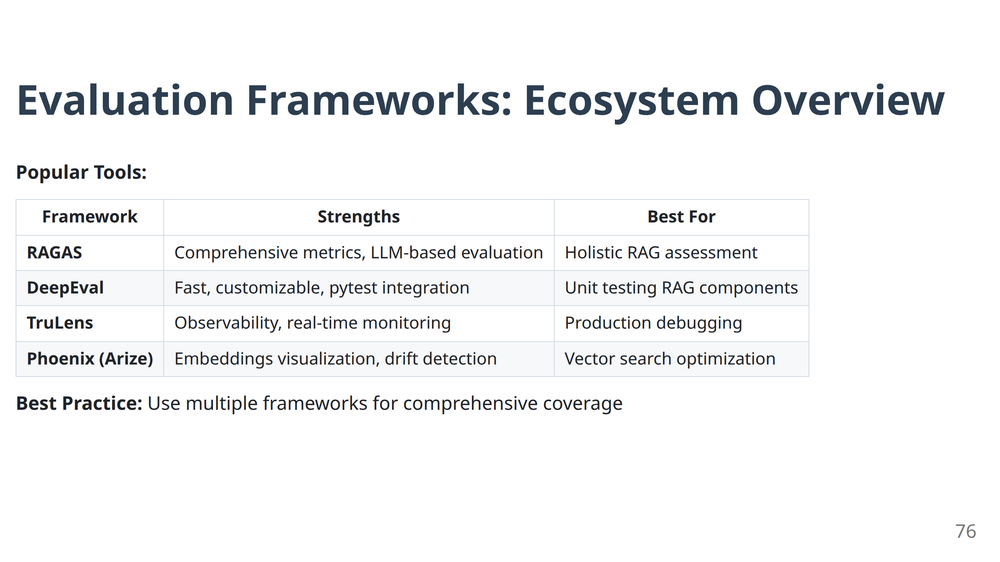 Evaluation Frameworks: Ecosystem Overview
Popular Tools:
Framework Strengths Best For
RAGAS Comprehensive metrics, LLM-based evaluation Holistic RAG assessment
DeepEval Fast, customizable, pytest integration Unit testing RAG components
TruLens Observability, real-time monitoring Production debugging
Phoenix (Arize) Embeddings visualization, drift detection Vector search optimization
Best Practice: Use multiple frameworks for comprehensive coverage
76